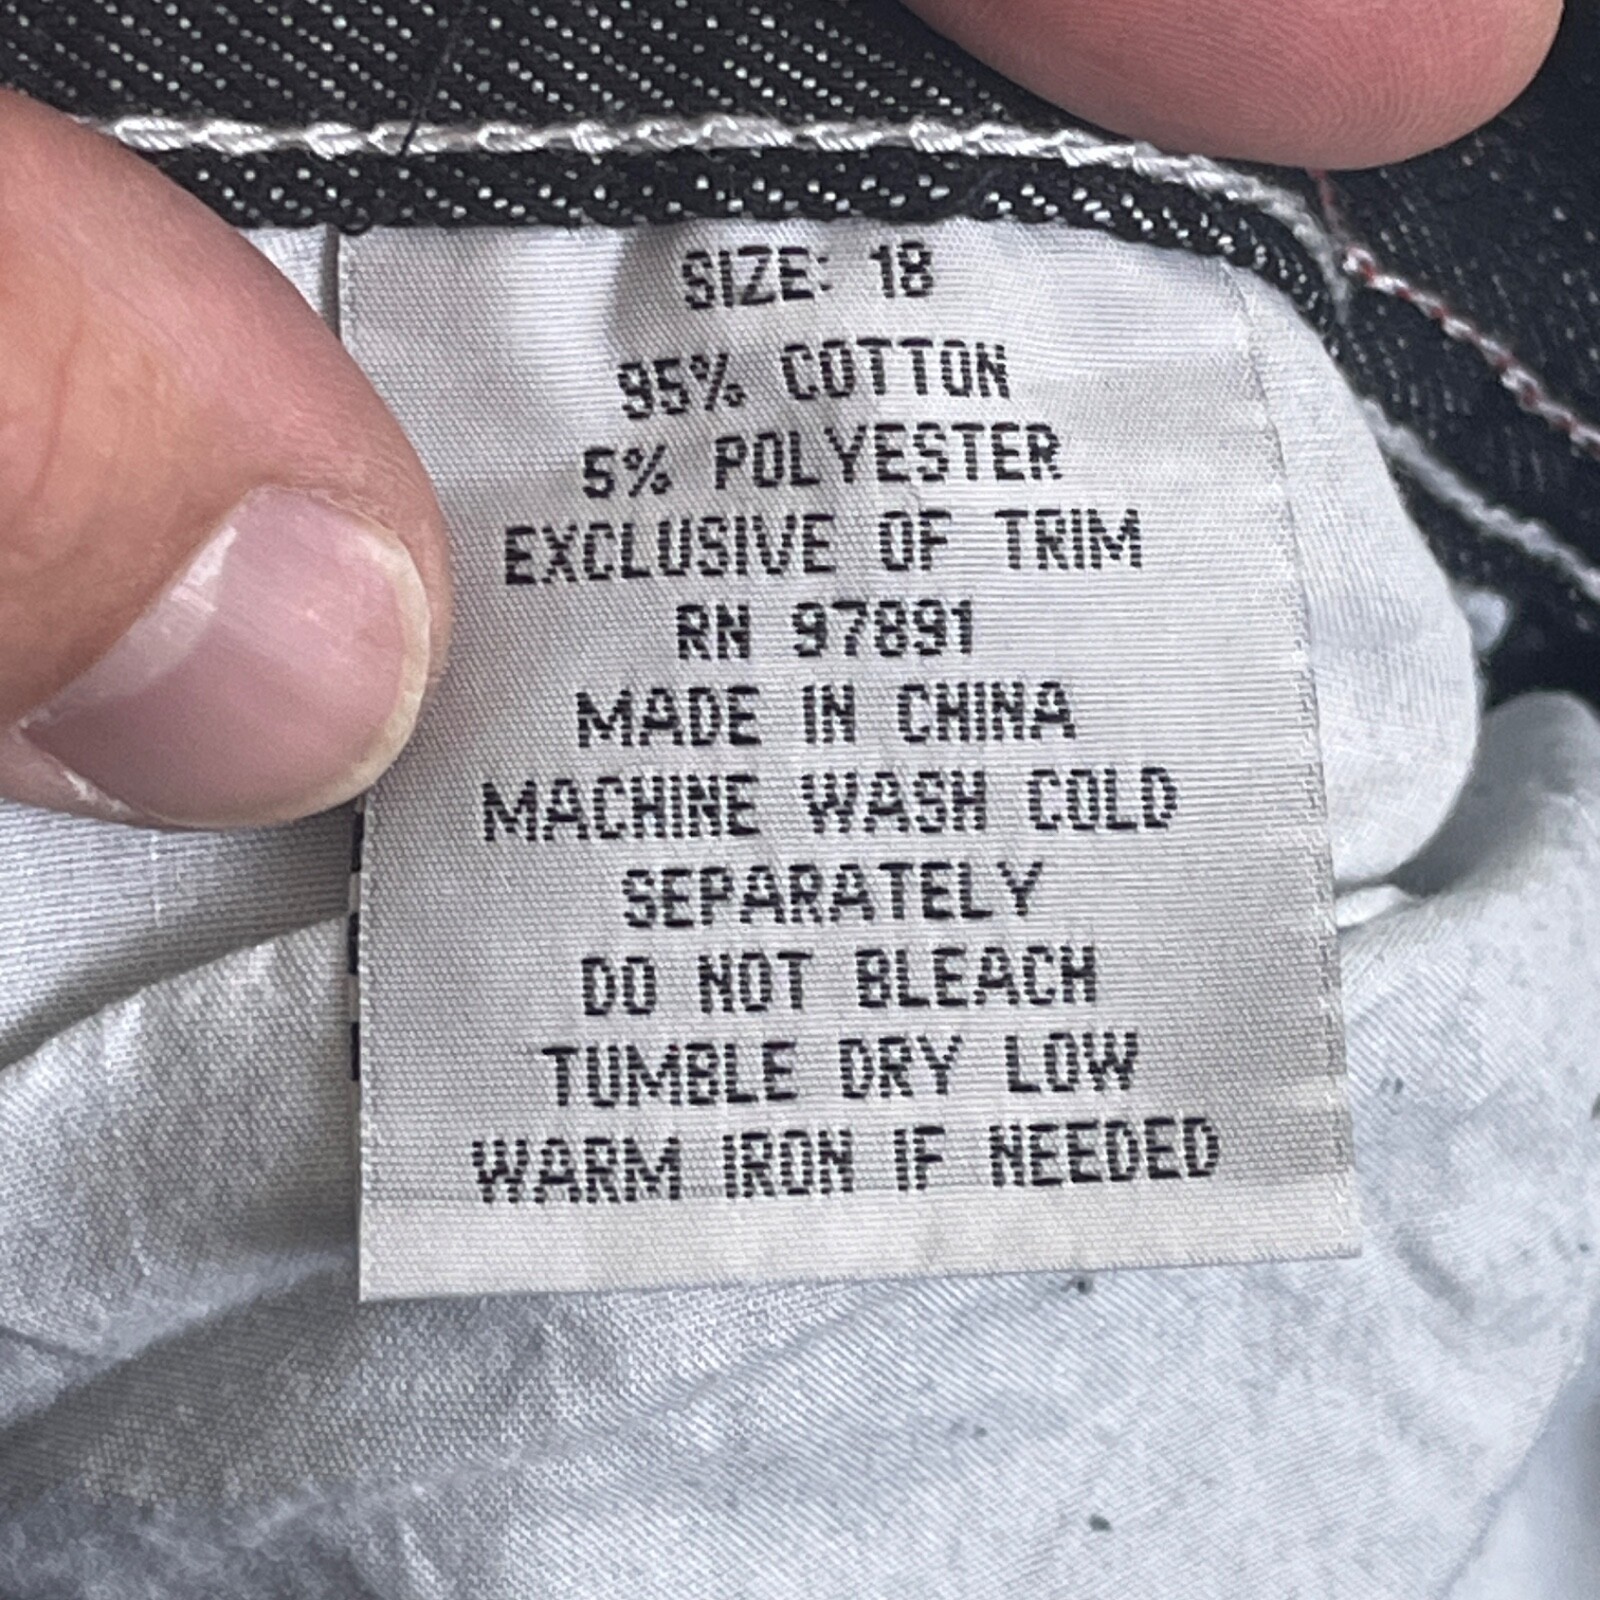 SIZE: 18
95% COTTON
5% POLYESTER
EXCLUSIVE OF TRIM
RN 97891
MADE IN CHINA
MACHINE WASH COLD
SEPARATELY
DO NOT BLEACH
TUMBLE DRY LOW
WARM IRON IF NEEDED